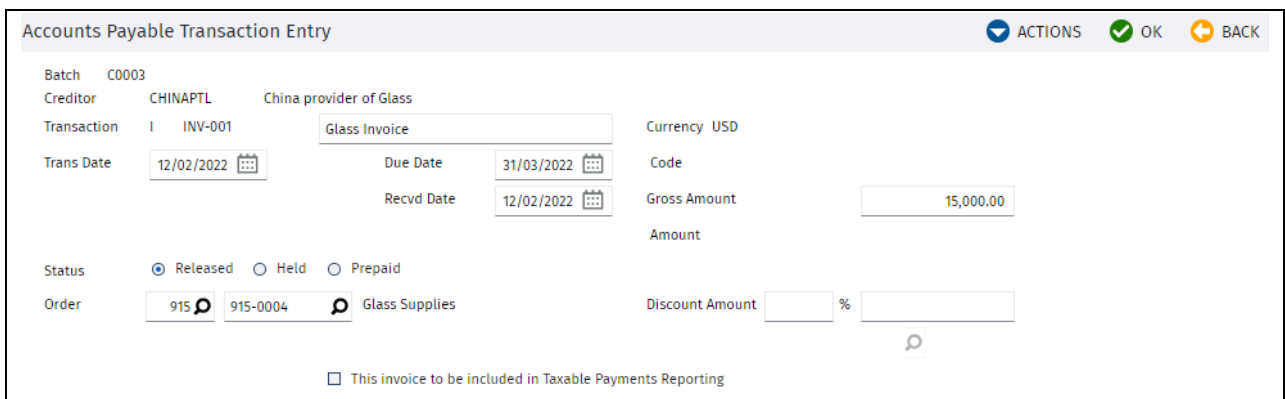 Accounts Payable Transaction Entry ACTIONS OK BACK
Batch C0003
Creditor CHINAPTL China provider of Glass
Transaction I INV-001 Glass Invoice Currency USD
Trans Date 12/02/2022 Due Date 31/03/2022 Code
Recvd Date 12/02/2022 Gross Amount 15,000.00
Amount
Status Released Held Prepaid
Order 915 915-0004 Glass Supplies Discount Amount %
This invoice to be included in Taxable Payments Reporting